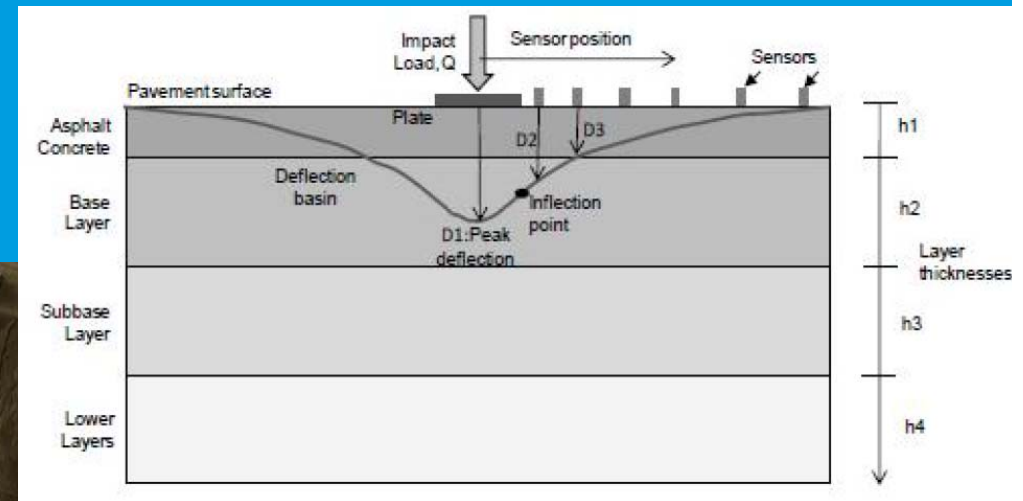 Impact
Load, Q
Sensor position
Sensors
Pavement surface
Plate
D2
D3
Asphalt
Concrete
h1
Deflection
basin
Base
Layer
Inflection
point
h2
D1:Peak
deflection
Layer
thicknesses
Subbase
Layer
h3
Lower
Layers
h4